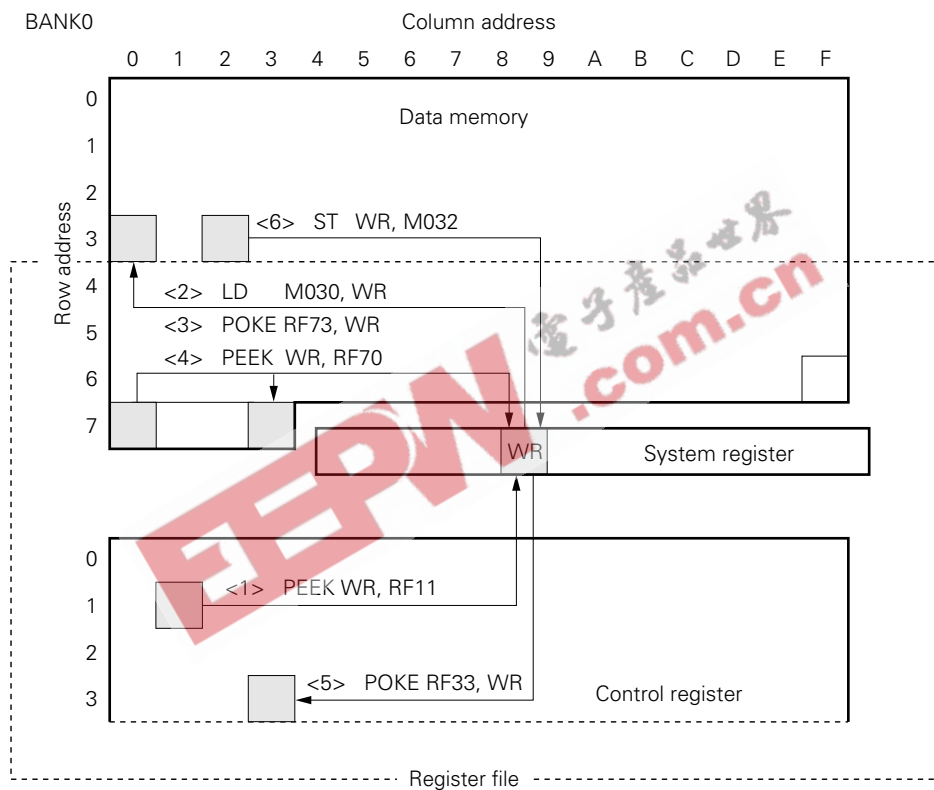 BANK0
Column address
0 1 2 3 4 5 6 7 8 9 A B C D E F
Row address
0
Data memory
1
2
3
<6> ST WR, M032
4
<2> LD M030, WR
5
<3> POKE RF73, WR
<4> PEEK WR, RF70
6
7
WR
System register
0
1
<1> PEEK WR, RF11
2
3
<5> POKE RF33, WR
Control register
Register file
EEPW.com.cn
電子產品世界